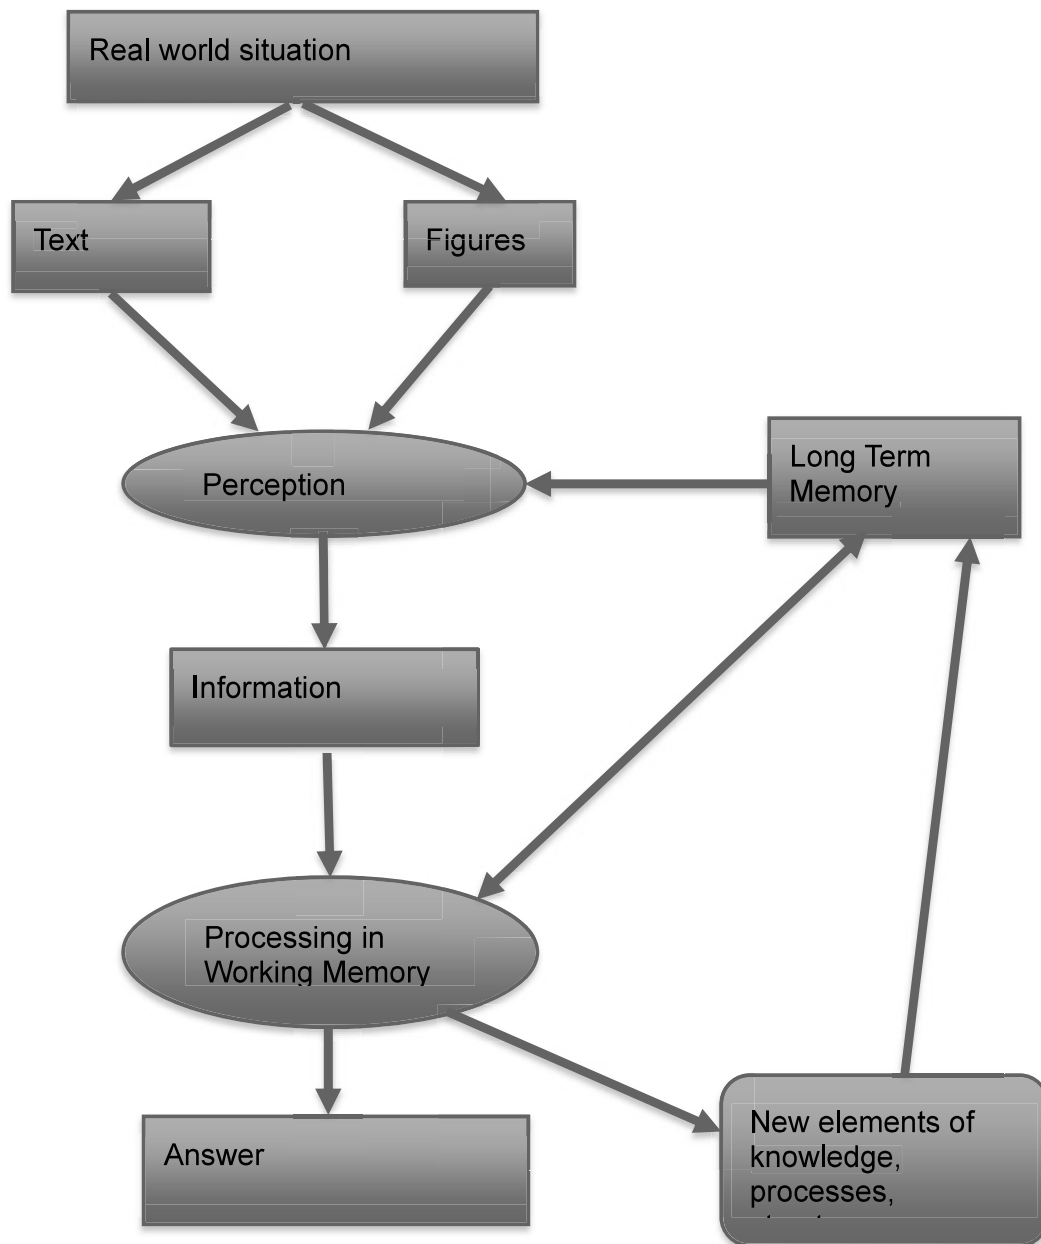 Real world situation
Text
Figures
Perception
Long Term
Memory
Information
Processing in
Working Memory
Answer
New elements of
knowledge,
processes,